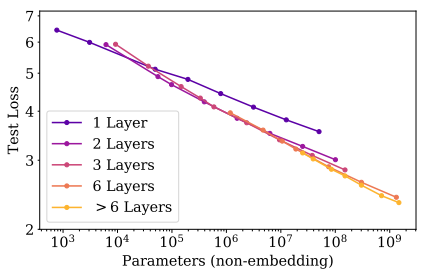 7
6
5
4
3
2
Test Loss
1 Layer
2 Layers
3 Layers
6 Layers
> 6 Layers
10³ 10⁴ 10⁵ 10⁶ 10⁷ 10⁸ 10⁹
Parameters (non-embedding)